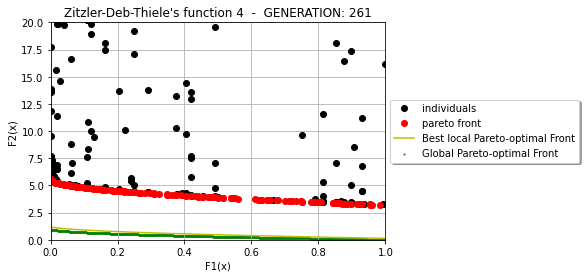 Zitzler-Deb-Thiele's function 4 - GENERATION: 261
20.0
17.5
15.0
12.5
10.0
7.5
5.0
2.5
0.0
F2(x)
0.0 0.2 0.4 0.6 0.8 1.0
F1(x)
individuals
pareto front
Best local Pareto-optimal Front
Global Pareto-optimal Front